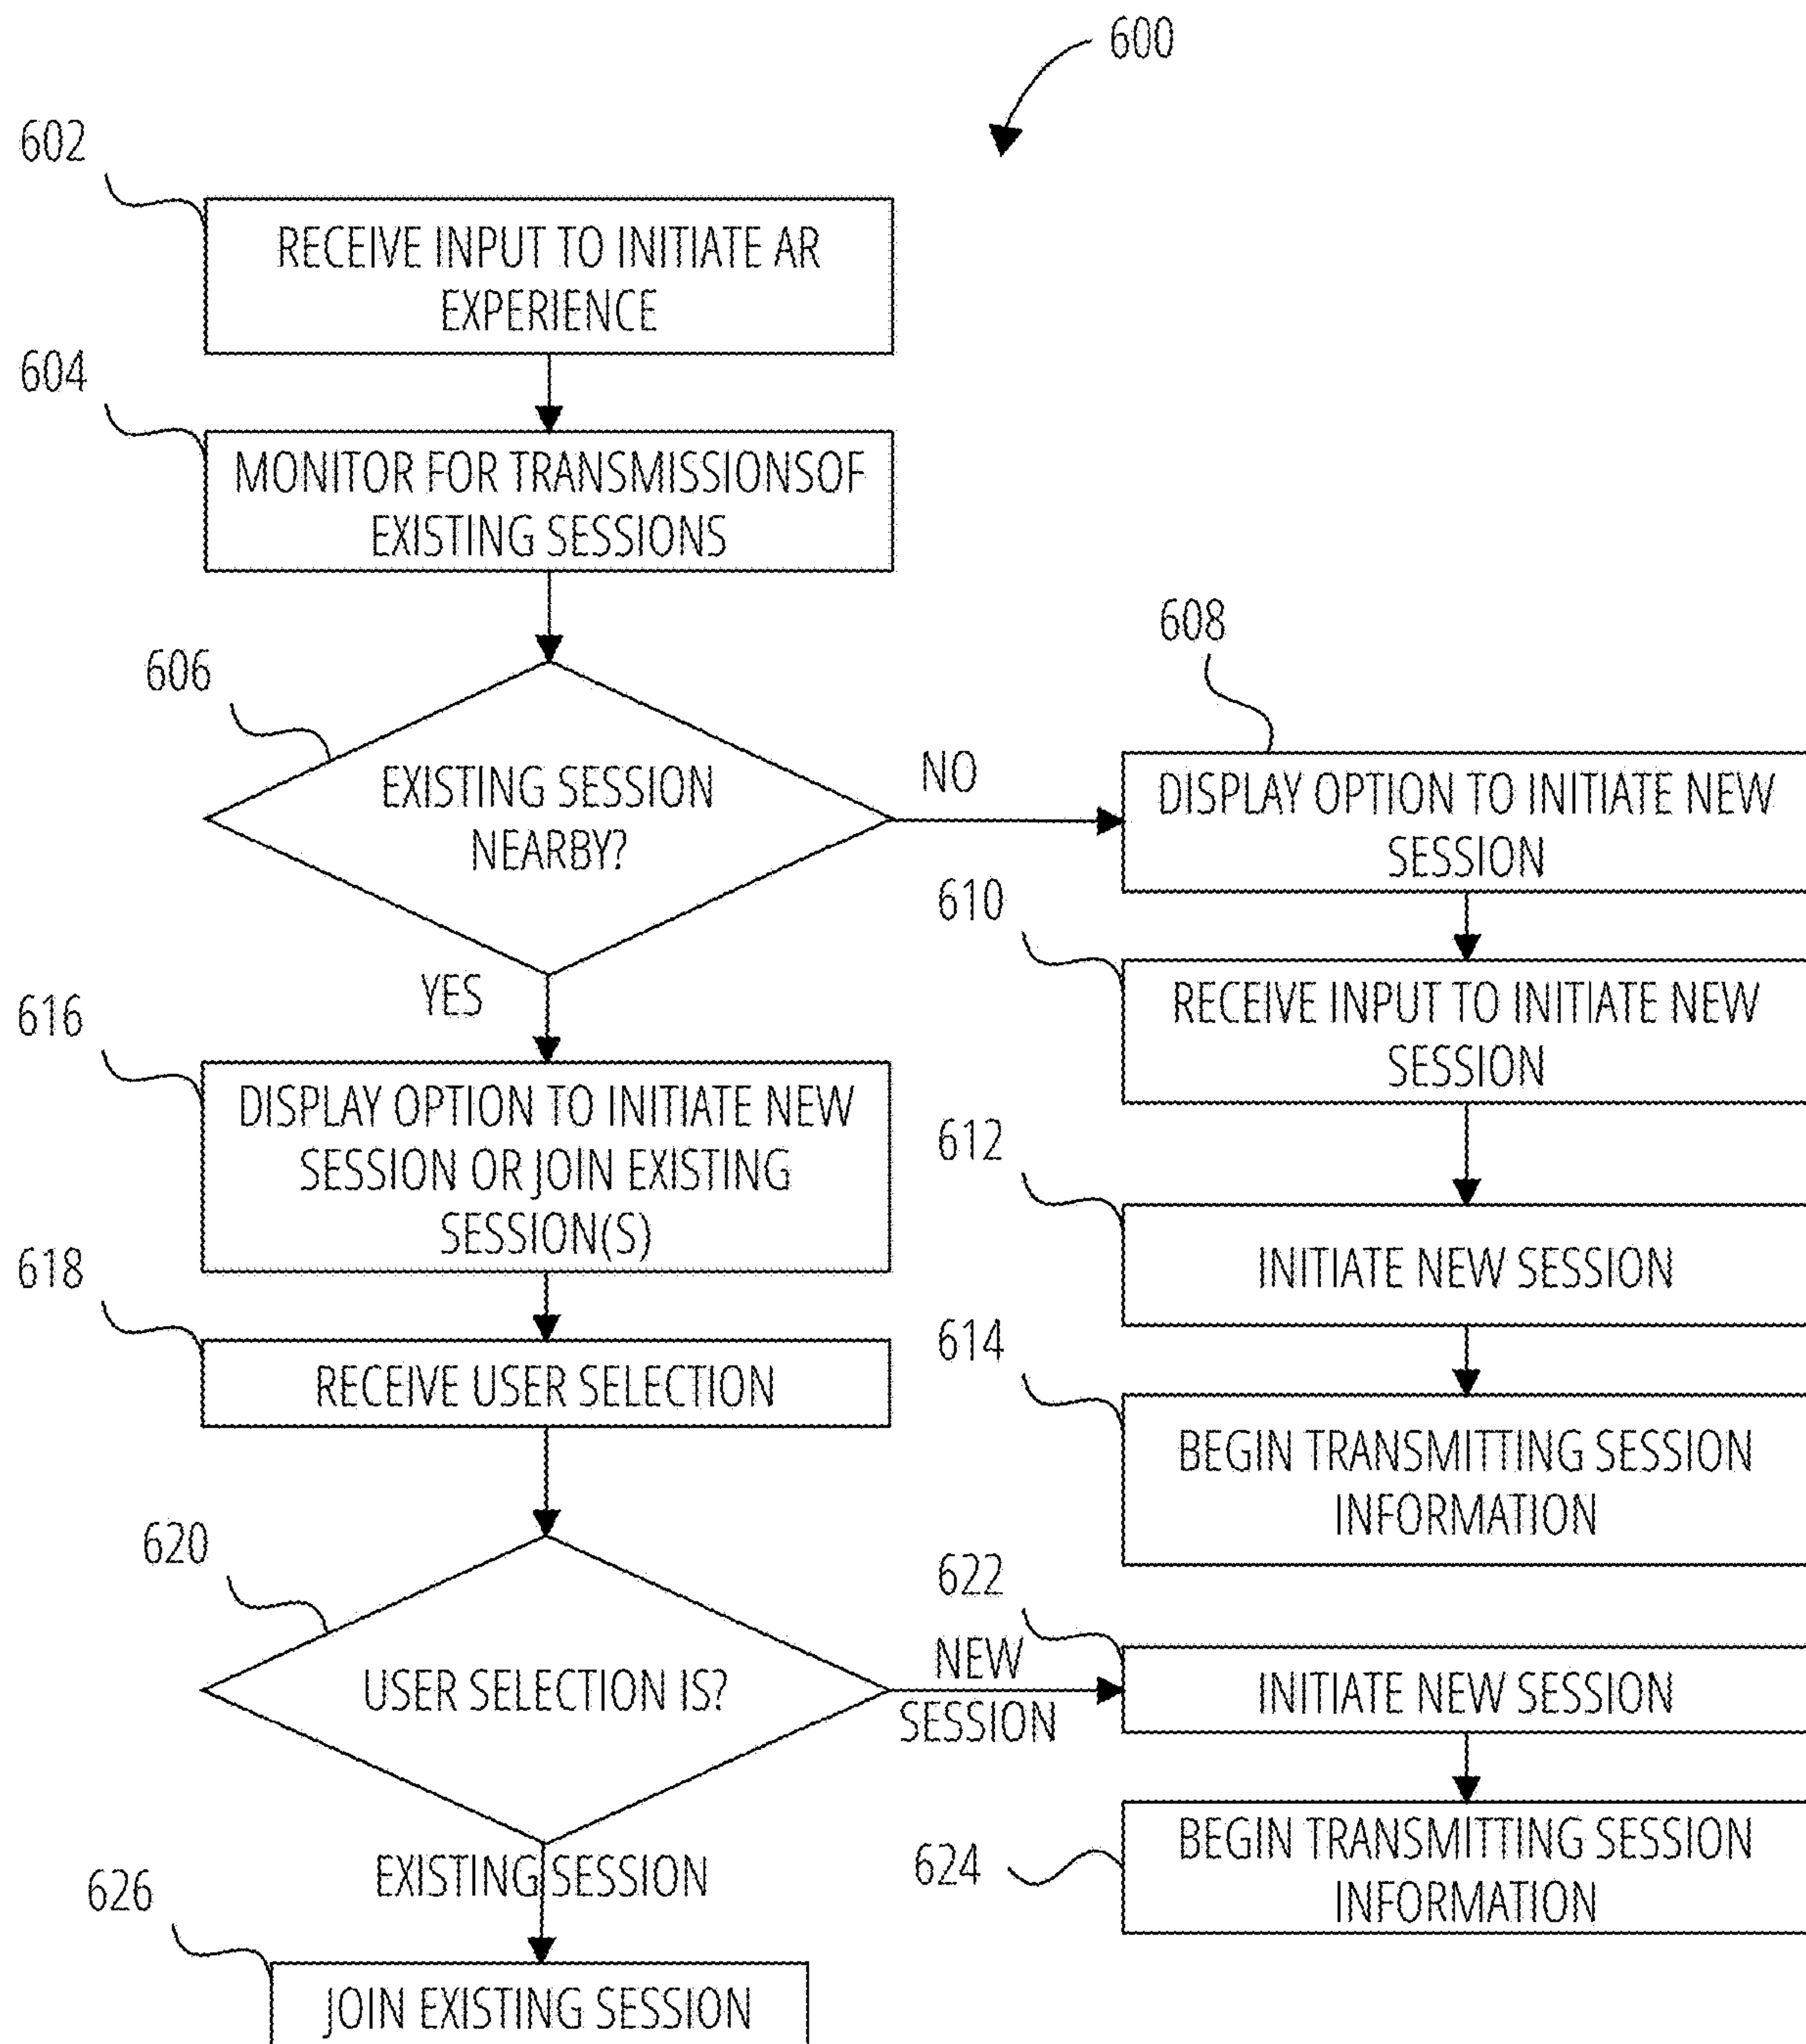 600
602
RECEIVE INPUT TO INITIATE AR
EXPERIENCE
604
MONITOR FOR TRANSMISSIONSOF
EXISTING SESSIONS
606
EXISTING SESSION
NEARBY?
NO
608
DISPLAY OPTION TO INITIATE NEW
SESSION
610
RECEIVE INPUT TO INITIATE NEW
SESSION
612
INITIATE NEW SESSION
614
BEGIN TRANSMITTING SESSION
INFORMATION
YES
616
DISPLAY OPTION TO INITIATE NEW
SESSION OR JOIN EXISTING
SESSION(S)
618
RECEIVE USER SELECTION
620
USER SELECTION IS?
NEW
SESSION
622
INITIATE NEW SESSION
624
BEGIN TRANSMITTING SESSION
INFORMATION
EXISTING SESSION
626
JOIN EXISTING SESSION